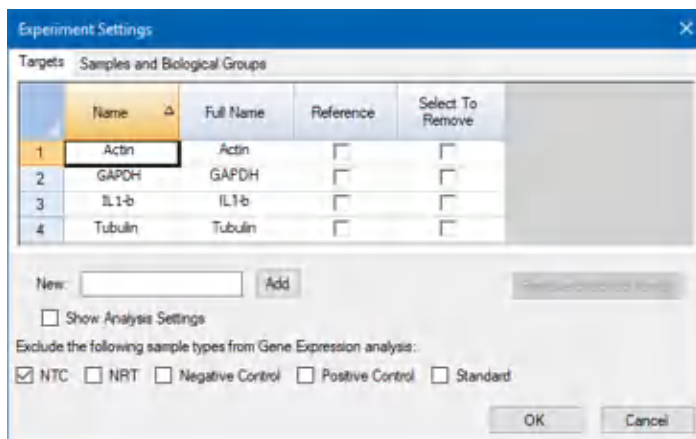 Experiment Settings
Targets Samples and Biological Groups
Name Full Name Reference Select To Remove
1 Actin Actin
2 GAPDH GAPDH
3 IL1-b IL1-b
4 Tubulin Tubulin
New: Add
Show Analysis Settings
Exclude the following sample types from Gene Expression analysis:
NTC NRT Negative Control Positive Control Standard
OK Cancel